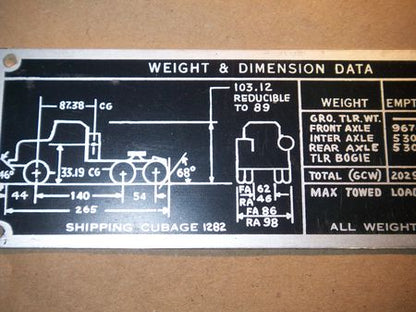 WEIGHT & DIMENSION DATA
103.12
REDUCIBLE
TO 89
87.38 CG
33.19 CG
46°
68°
44 140 54
265
FA 62
RA 46
FA 86
RA 98
SHIPPING CUBAGE 1282
WEIGHT EMPT
GRO. TLR. WT.
FRONT AXLE 967
INTER AXLE 530
REAR AXLE 530
TLR BOGIE
TOTAL (GCW) 2029
MAX TOWED LOA
ALL WEIGHT